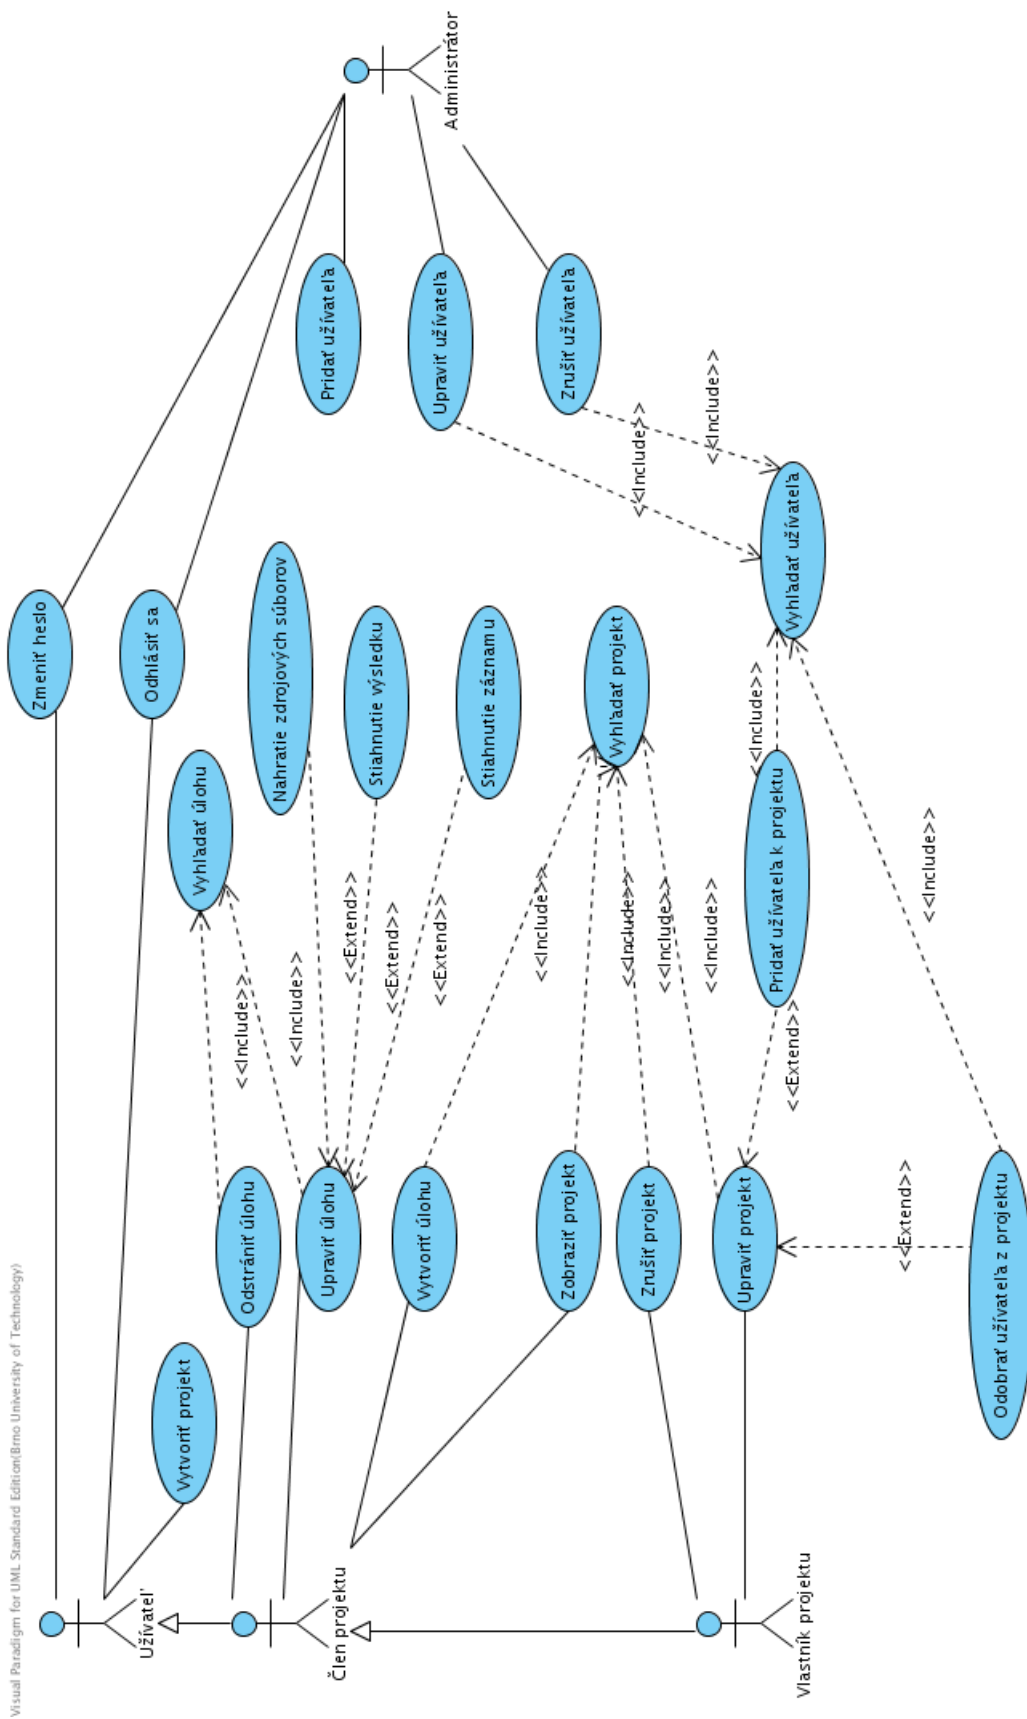 Visual Paradigm for UML Standard Edition(Brno University of Technology)
Zmeniť heslo
Odhlásiť sa
Užívateľ
Vytvoriť projekt
Vyhľadať úlohu
Nahratie zdrojových súborov
Pridať užívateľa
Administrátor
Odstrániť úlohu
<<Include>>
<<Include>>
Upraviť úlohu
<<Extend>>
Stiahnutie výsledku
Člen projektu
<<Extend>>
Vytvoriť úlohu
<<Extend>>
Upraviť užívateľa
Stiahnutie záznamu
<<Include>>
Zobraziť projekt
Zrušiť užívateľa
Vyhľadať projekt
<<Include>>
<<Include>>
Zrušiť projekt
<<Include>>
<<Include>>
<<Include>>
Upraviť projekt
<<Include>>
Pridať užívateľa k projektu
<<Extend>>
Vyhľadať užívateľa
Vlastník projektu
<<Extend>>
<<Include>>
Odobrať užívateľa z projektu